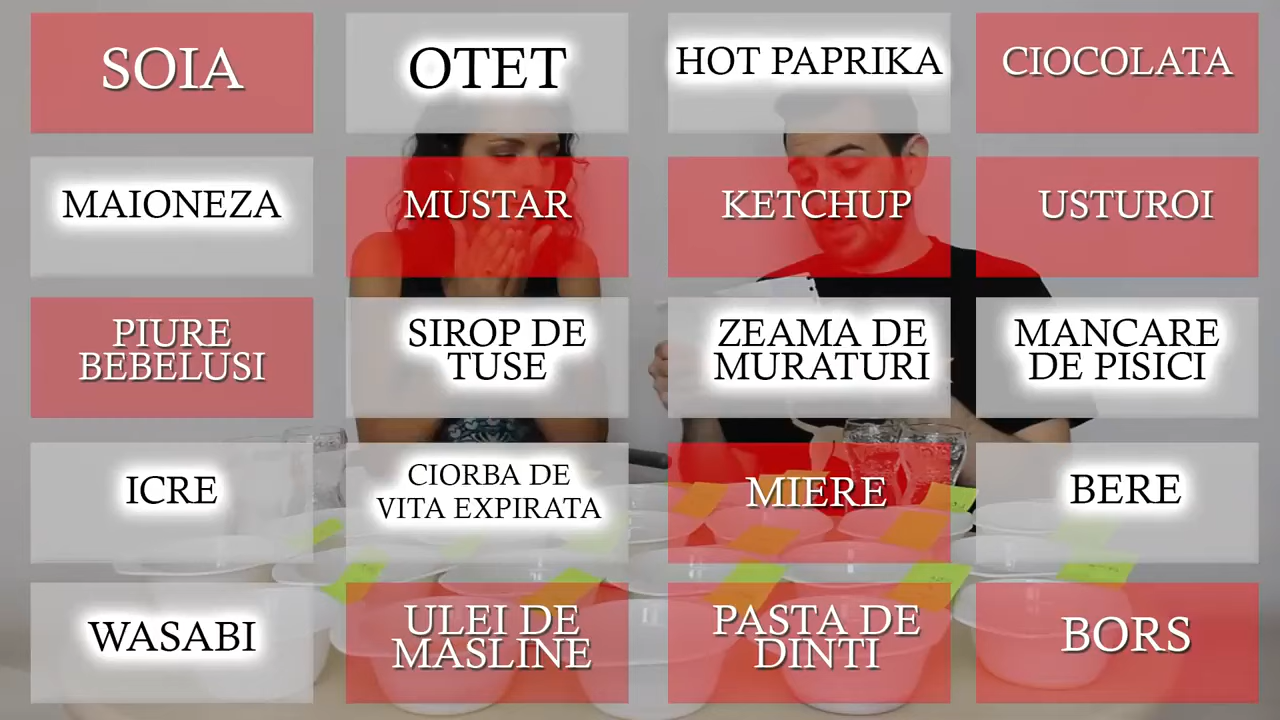 SOIA
OTET
HOT PAPRIKA
CIOCOLATA
MAIONEZA
MUSTAR
KETCHUP
USTUROI
PIURE
BEBELUSI
SIROP DE
TUSE
ZEAMA DE
MURATURI
MANCARE
DE PISICI
ICRE
CIORBA DE
VITA EXPIRATA
MIERE
BERE
WASABI
ULEI DE
MASLINE
PASTA DE
DINTI
BORS